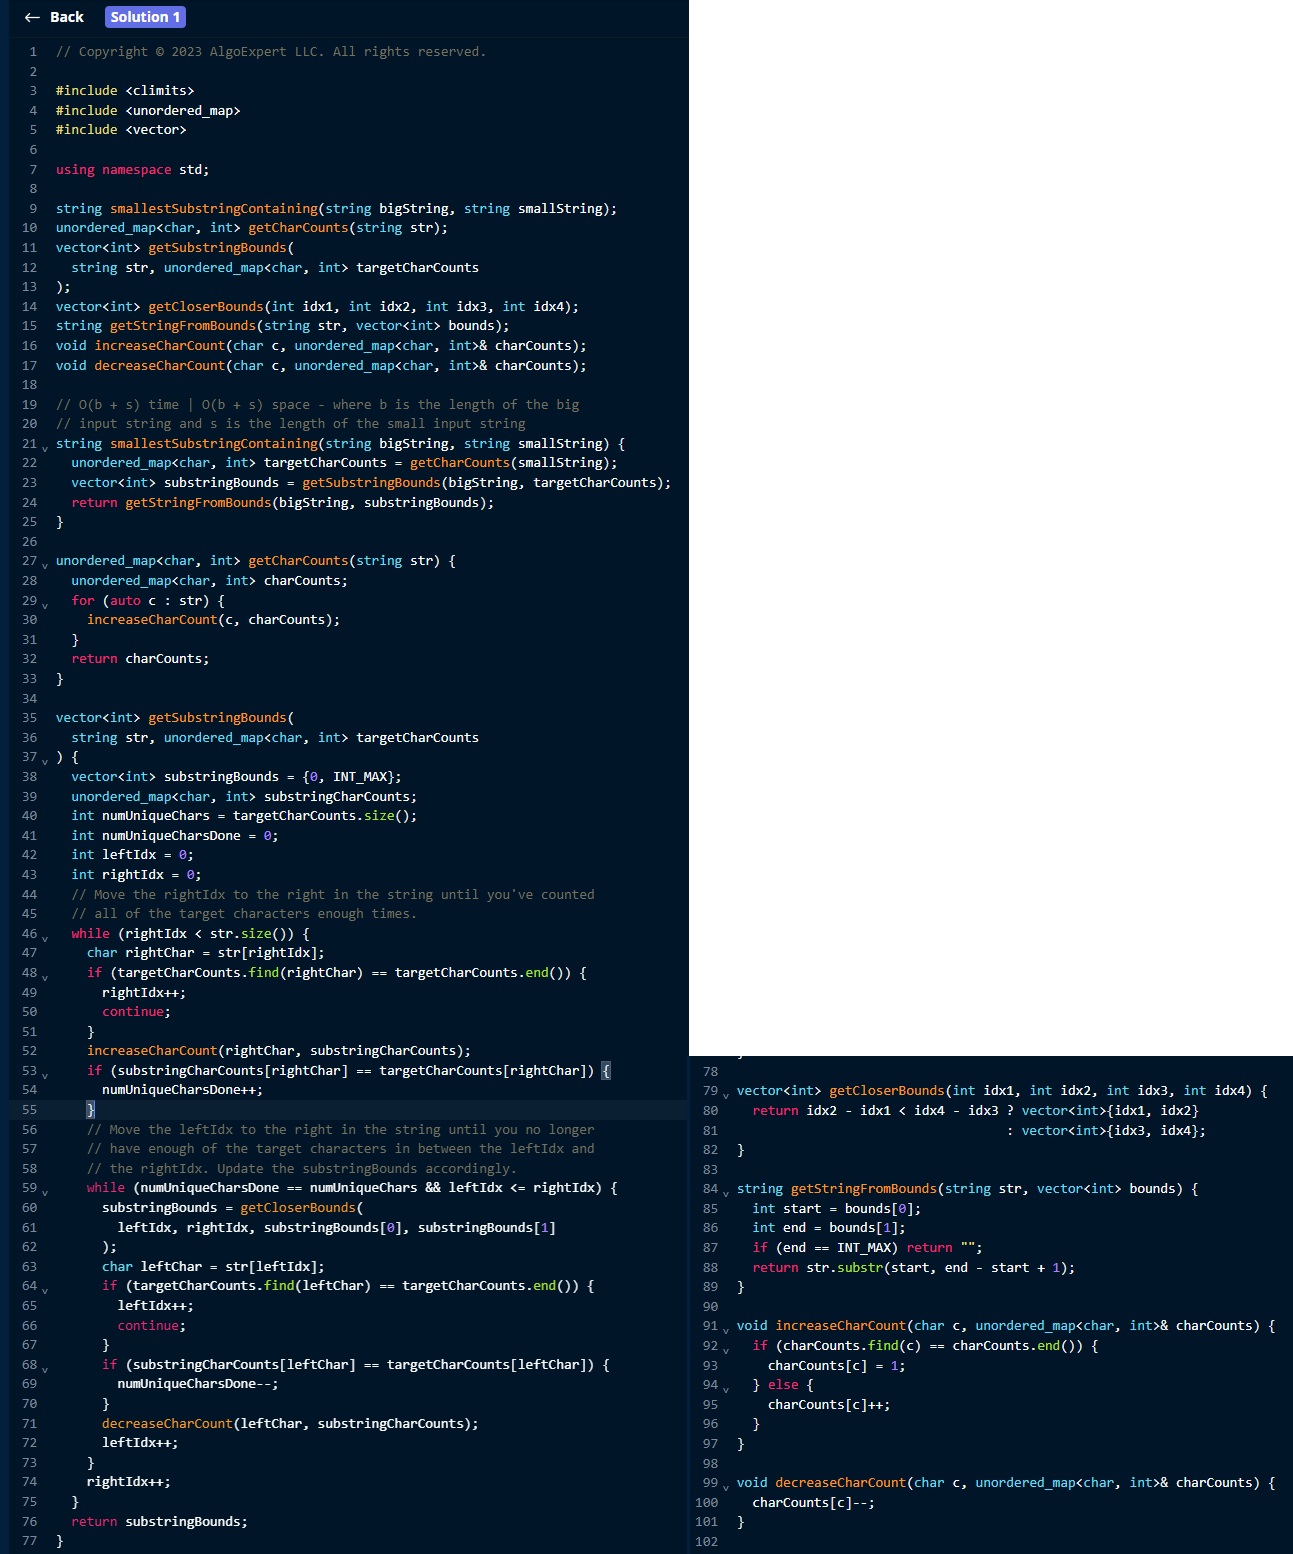 ← Back Solution 1
1 // Copyright © 2023 AlgoExpert LLC. All rights reserved.
2
3 #include <climits>
4 #include <unordered_map>
5 #include <vector>
6
7 using namespace std;
8
9 string smallestSubstringContaining(string bigString, string smallString);
10 unordered_map<char, int> getCharCounts(string str);
11 vector<int> getSubstringBounds(
12   string str, unordered_map<char, int> targetCharCounts
13 );
14 vector<int> getCloserBounds(int idx1, int idx2, int idx3, int idx4);
15 string getStringFromBounds(string str, vector<int> bounds);
16 void increaseCharCount(char c, unordered_map<char, int>& charCounts);
17 void decreaseCharCount(char c, unordered_map<char, int>& charCounts);
18
19 // O(b + s) time | O(b + s) space - where b is the length of the big
20 // input string and s is the length of the small input string
21 string smallestSubstringContaining(string bigString, string smallString) {
22   unordered_map<char, int> targetCharCounts = getCharCounts(smallString);
23   vector<int> substringBounds = getSubstringBounds(bigString, targetCharCounts);
24   return getStringFromBounds(bigString, substringBounds);
25 }
26
27 unordered_map<char, int> getCharCounts(string str) {
28   unordered_map<char, int> charCounts;
29   for (auto c : str) {
30     increaseCharCount(c, charCounts);
31   }
32   return charCounts;
33 }
34
35 vector<int> getSubstringBounds(
36   string str, unordered_map<char, int> targetCharCounts
37 ) {
38   vector<int> substringBounds = {0, INT_MAX};
39   unordered_map<char, int> substringCharCounts;
40   int numUniqueChars = targetCharCounts.size();
41   int numUniqueCharsDone = 0;
42   int leftIdx = 0;
43   int rightIdx = 0;
44   // Move the rightIdx to the right in the string until you've counted
45   // all of the target characters enough times.
46   while (rightIdx < str.size()) {
47     char rightChar = str[rightIdx];
48     if (targetCharCounts.find(rightChar) == targetCharCounts.end()) {
49       rightIdx++;
50       continue;
51     }
52     increaseCharCount(rightChar, substringCharCounts);
53     if (substringCharCounts[rightChar] == targetCharCounts[rightChar]) {
54       numUniqueCharsDone++;
55     }
56     // Move the leftIdx to the right in the string until you no longer
57     // have enough of the target characters in between the leftIdx and
58     // the rightIdx. Update the substringBounds accordingly.
59     while (numUniqueCharsDone == numUniqueChars && leftIdx <= rightIdx) {
60       substringBounds = getCloserBounds(
61         leftIdx, rightIdx, substringBounds[0], substringBounds[1]
62       );
63       char leftChar = str[leftIdx];
64       if (targetCharCounts.find(leftChar) == targetCharCounts.end()) {
65         leftIdx++;
66         continue;
67       }
68       if (substringCharCounts[leftChar] == targetCharCounts[leftChar]) {
69         numUniqueCharsDone--;
70       }
71       decreaseCharCount(leftChar, substringCharCounts);
72       leftIdx++;
73     }
74     rightIdx++;
75   }
76   return substringBounds;
77 }
78
79 vector<int> getCloserBounds(int idx1, int idx2, int idx3, int idx4) {
80   return idx2 - idx1 < idx4 - idx3 ? vector<int>{idx1, idx2}
81                                    : vector<int>{idx3, idx4};
82 }
83
84 string getStringFromBounds(string str, vector<int> bounds) {
85   int start = bounds[0];
86   int end = bounds[1];
87   if (end == INT_MAX) return "";
88   return str.substr(start, end - start + 1);
89 }
90
91 void increaseCharCount(char c, unordered_map<char, int>& charCounts) {
92   if (charCounts.find(c) == charCounts.end()) {
93     charCounts[c] = 1;
94   } else {
95     charCounts[c]++;
96   }
97 }
98
99 void decreaseCharCount(char c, unordered_map<char, int>& charCounts) {
100   charCounts[c]--;
101 }
102